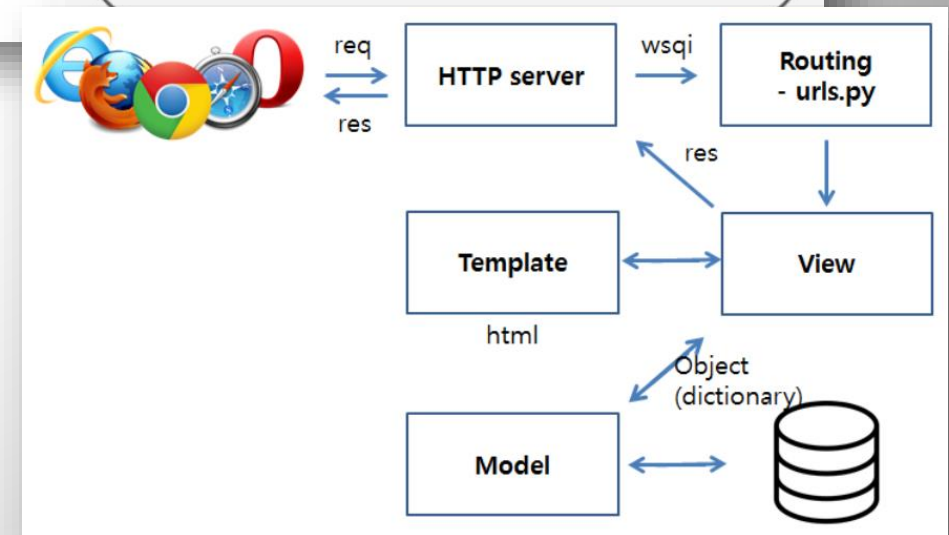 req
res
HTTP server
wsqi
Routing
- urls.py
res
Template
html
View
Object
(dictionary)
Model